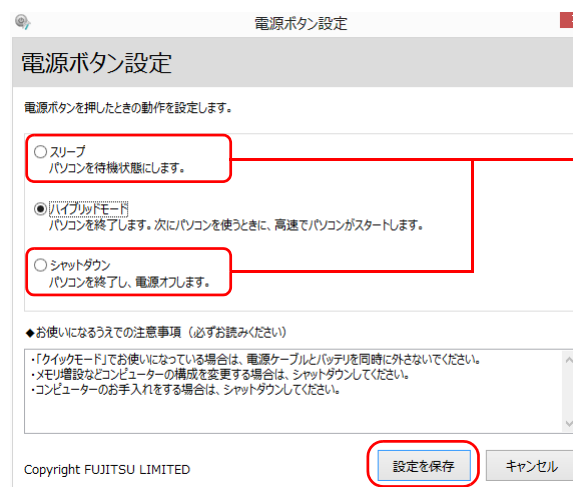 電源ボタン設定
電源ボタン設定
電源ボタンを押したときの動作を設定します。
スリープ
パソコンを待機状態にします。
ハイブリッドモード
パソコンを終了します。次にパソコンを使うときに、高速でパソコンがスタートします。
シャットダウン
パソコンを終了し、電源オフします。
◆お使いになるうえでの注意事項（必ずお読みください）
・「クイックモード」でお使いになっている場合は、電源ケーブルとバッテリを同時に外さないでください。
・メモリ増設などコンピューターの構成を変更する場合は、シャットダウンしてください。
・コンピューターのお手入れをする場合は、シャットダウンしてください。
Copyright FUJITSU LIMITED
設定を保存
キャンセル